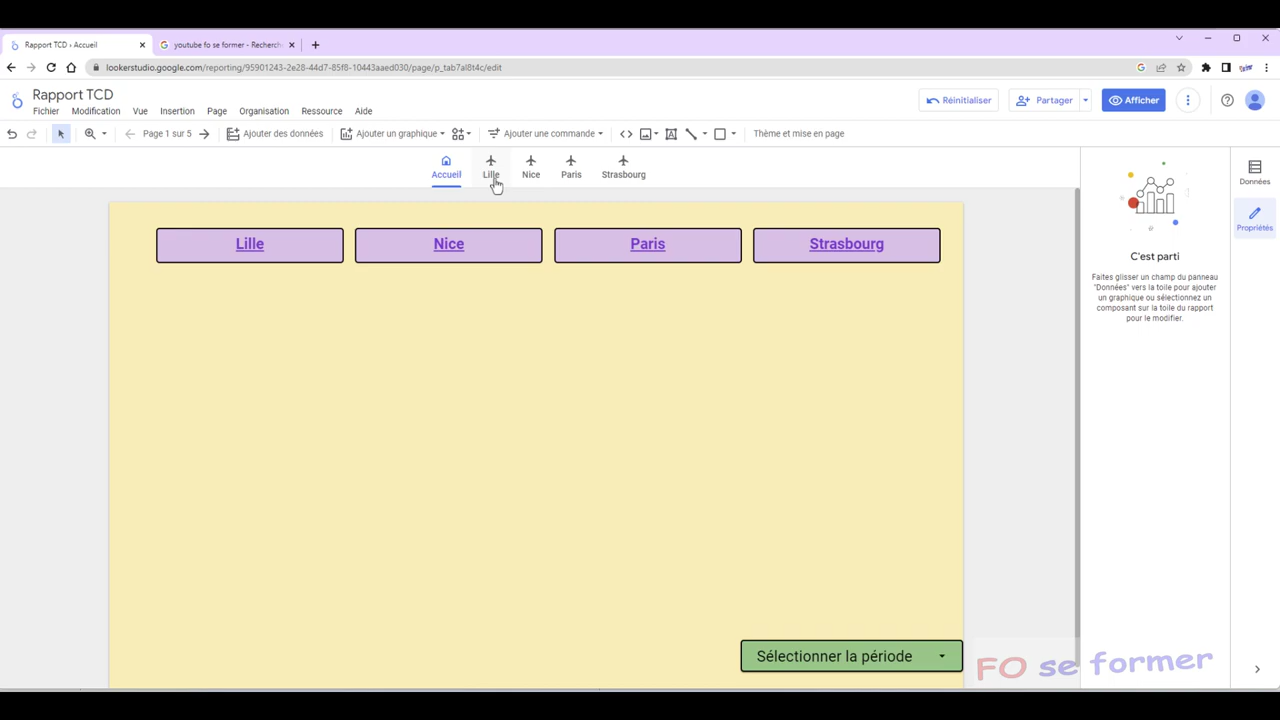 Rapport TCD › Accueil
youtube fo se former - Recherch
lookerstudio.google.com/reporting/95901243-2e28-44d7-85f8-10443aaed030/page/p_tab7al8t4c/edit
Rapport TCD
Fichier Modification Vue Insertion Page Organisation Ressource Aide
Réinitialiser Partager Afficher
Page 1 sur 5 Ajouter des données Ajouter un graphique Ajouter une commande Thème et mise en page
Accueil Lille Nice Paris Strasbourg
Lille Nice Paris Strasbourg
Sélectionner la période
C'est parti
Faites glisser un champ du panneau
"Données" vers la toile pour ajouter
un graphique ou sélectionnez un
composant sur la toile du rapport
pour le modifier.
Données
Propriétés
FO se former